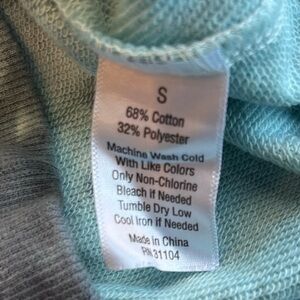 S
68% Cotton
32% Polyester
Machine Wash Cold
With Like Colors
Only Non-Chlorine
Bleach if Needed
Tumble Dry Low
Cool Iron if Needed
Made in China
RN 31104